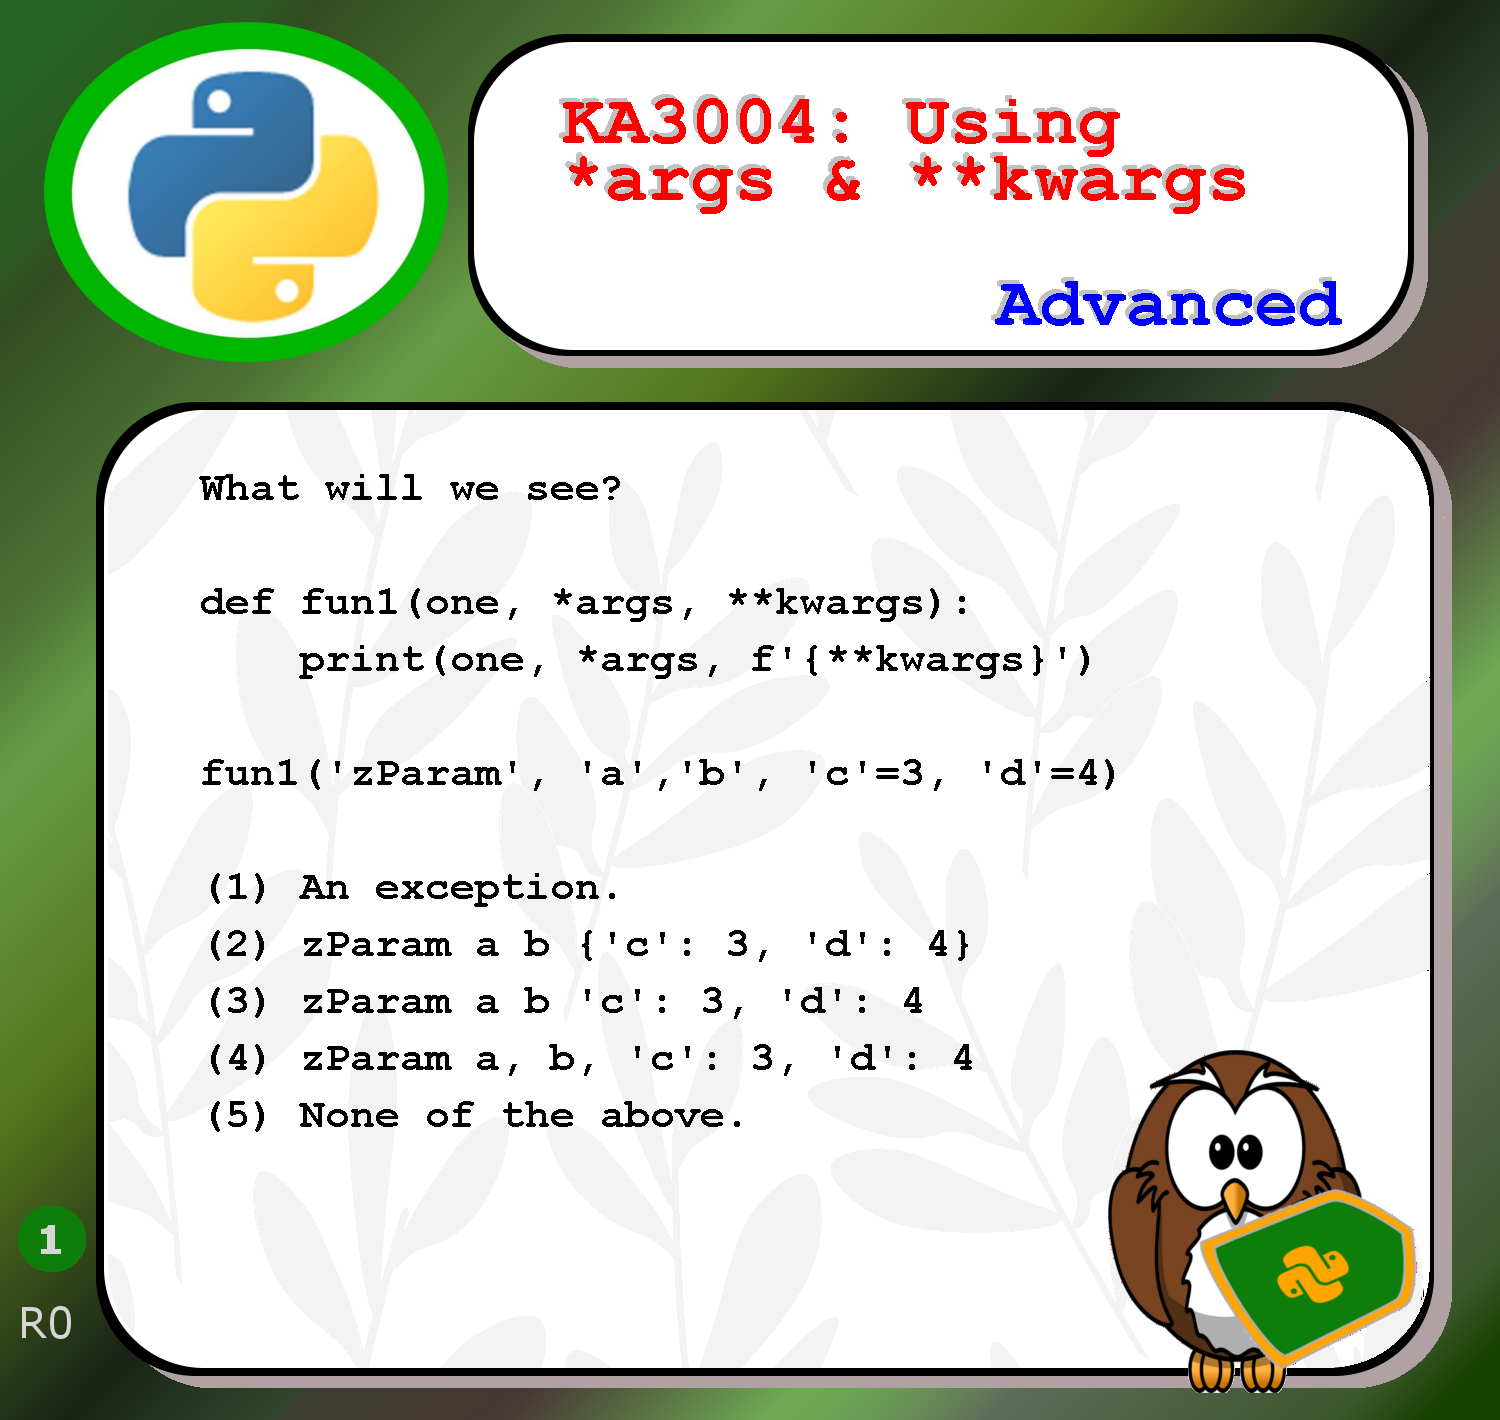 KA3004: Using
*args & **kwargs
Advanced
What will we see?
def fun1(one, *args, **kwargs):
    print(one, *args, f'{**kwargs}')
fun1('zParam', 'a','b', 'c'=3, 'd'=4)
(1) An exception.
(2) zParam a b {'c': 3, 'd': 4}
(3) zParam a b 'c': 3, 'd': 4
(4) zParam a, b, 'c': 3, 'd': 4
(5) None of the above.
1
R0